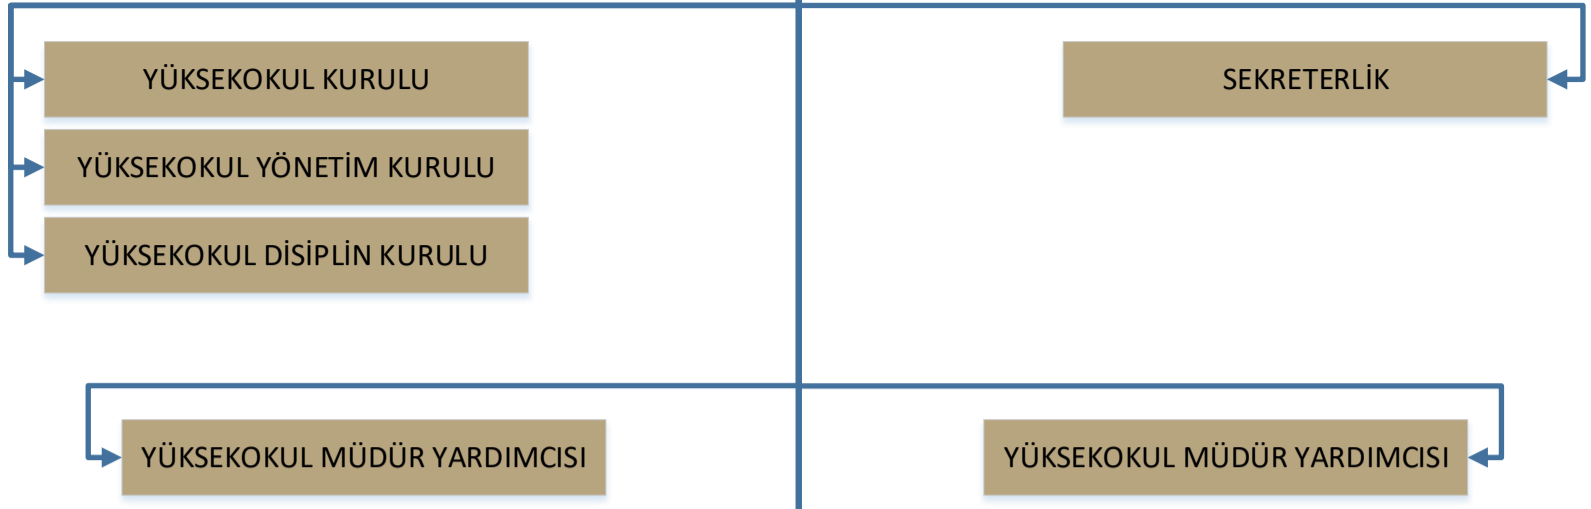 YÜKSEKOKUL KURULU
SEKRETERLİK
YÜKSEKOKUL YÖNETİM KURULU
YÜKSEKOKUL DİSİPLİN KURULU
YÜKSEKOKUL MÜDÜR YARDIMCISI
YÜKSEKOKUL MÜDÜR YARDIMCISI